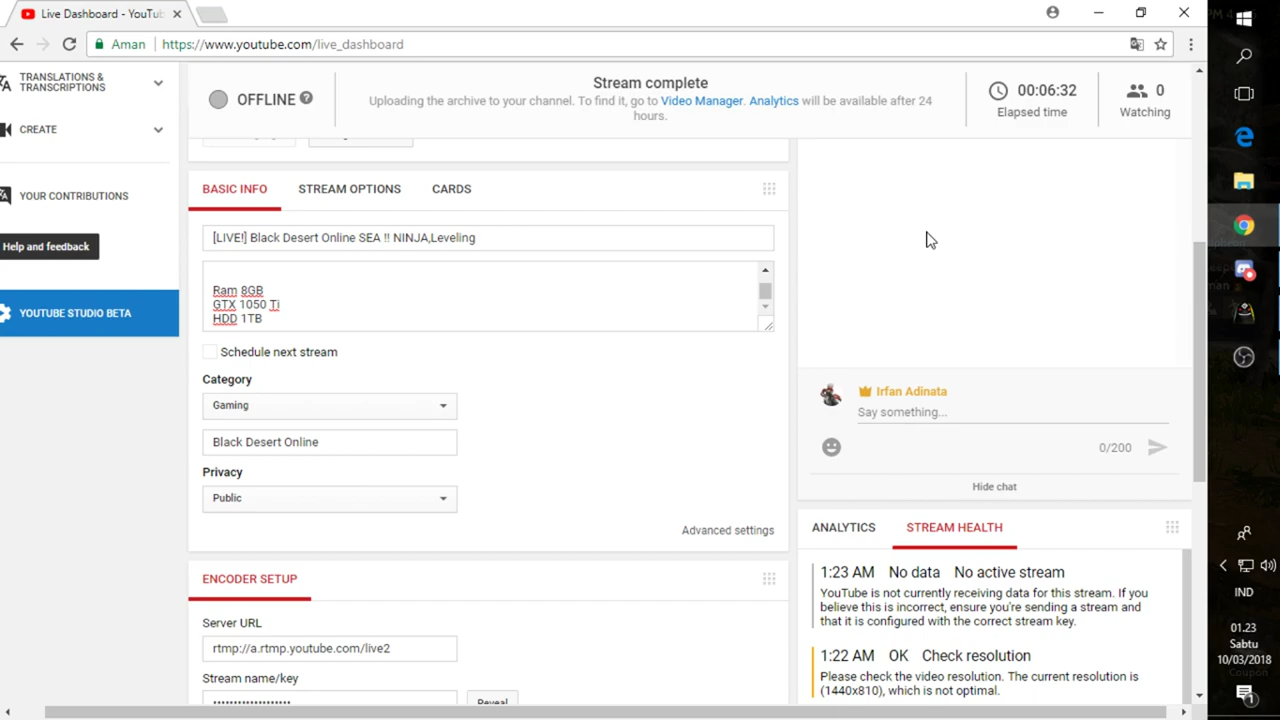 Live Dashboard - YouTu
Aman
https://www.youtube.com/live_dashboard
TRANSLATIONS &
TRANSCRIPTIONS
CREATE
YOUR CONTRIBUTIONS
Help and feedback
YOUTUBE STUDIO BETA
OFFLINE
Stream complete
Uploading the archive to your channel. To find it, go to Video Manager. Analytics will be available after 24
hours.
00:06:32
Elapsed time
0
Watching
BASIC INFO
STREAM OPTIONS
CARDS
[LIVE!] Black Desert Online SEA !! NINJA,Leveling
Ram 8GB
GTX 1050 Ti
HDD 1TB
Schedule next stream
Category
Gaming
Black Desert Online
Privacy
Public
Advanced settings
ENCODER SETUP
Server URL
rtmp://a.rtmp.youtube.com/live2
Stream name/key
••••••••••••••••••• 
Reveal
Irfan Adinata
Say something...
0/200
Hide chat
ANALYTICS
STREAM HEALTH
1:23 AM No data No active stream
YouTube is not currently receiving data for this stream. If you
believe this is incorrect, ensure you're sending a stream and
that it is configured with the correct stream key.
1:22 AM OK Check resolution
Please check the video resolution. The current resolution is
(1440x810), which is not optimal.
IND
01.23
Sabtu
10/03/2018
Coupon
1